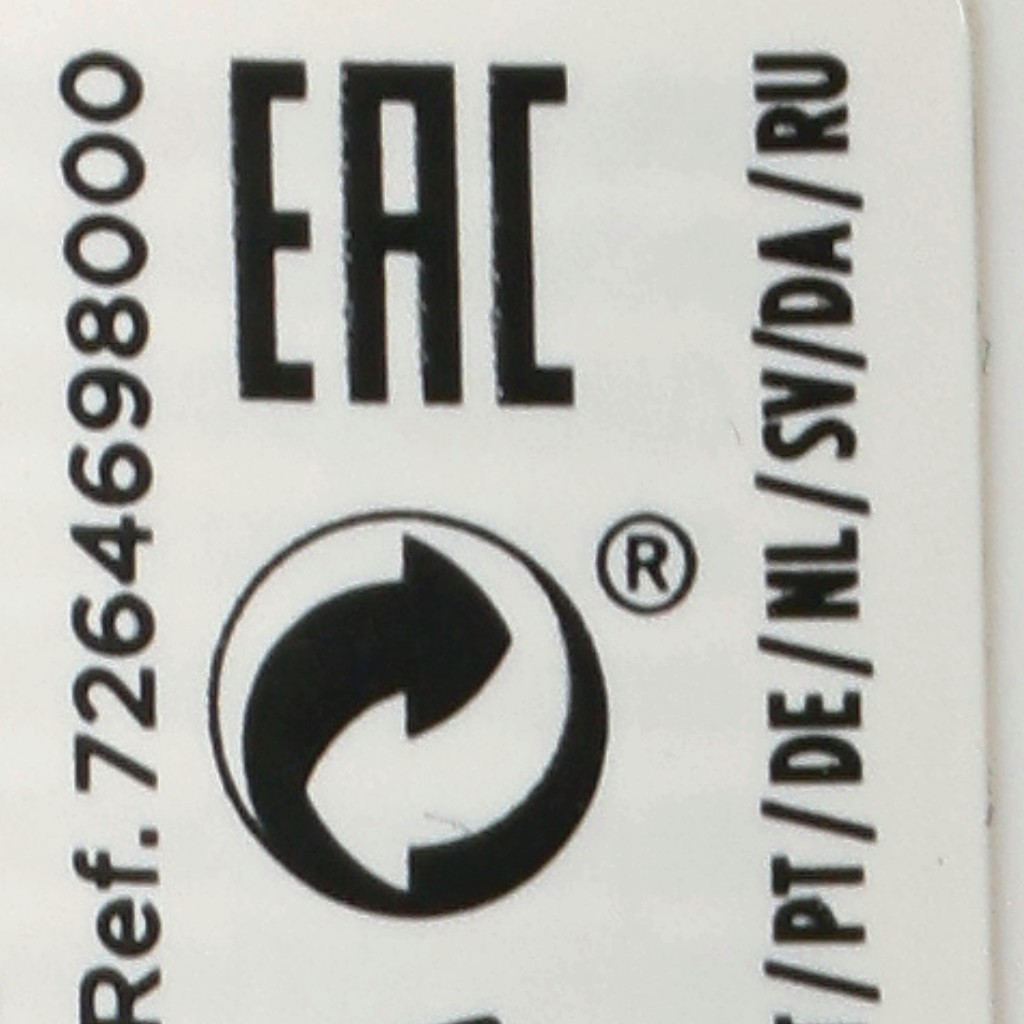 Ref. 7264698000
EAC
®
/ PT / DE / NL / SV/DA / RU